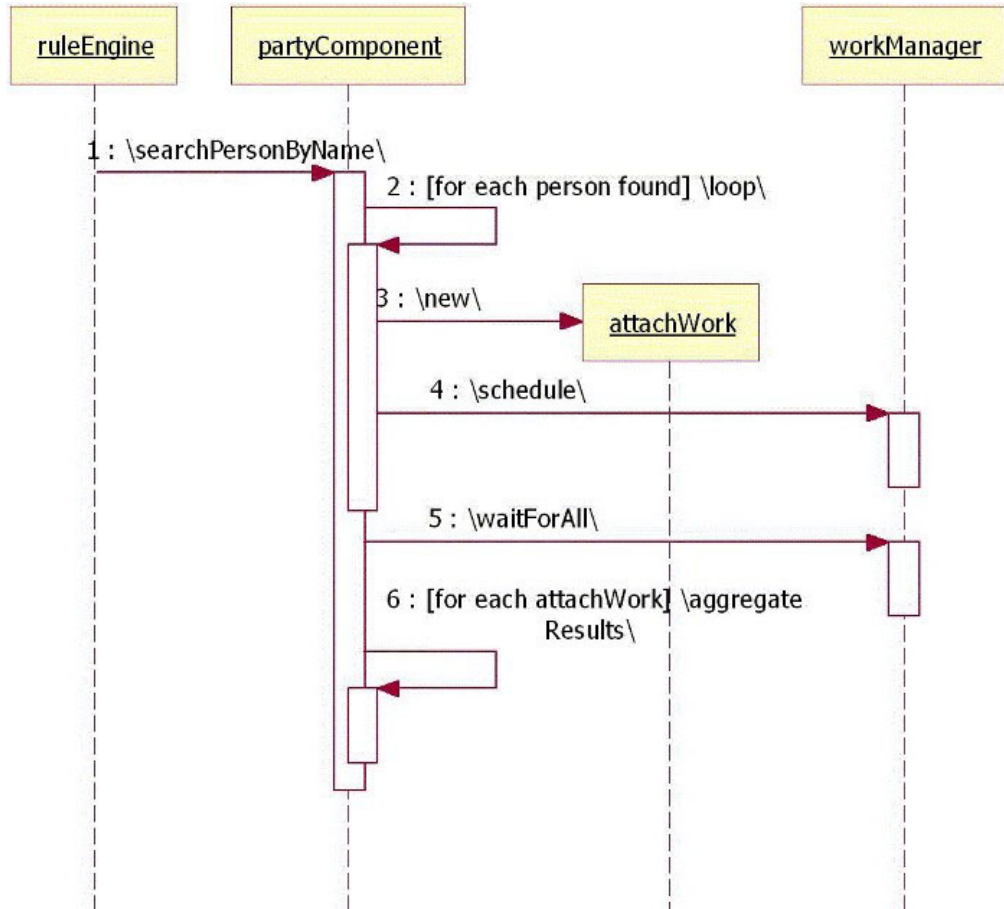 ruleEngine
partyComponent
workManager
1 : \searchPersonByName\
2 : [for each person found] \loop\
3 : \new\
attachWork
4 : \schedule\
5 : \waitForAll\
6 : [for each attachWork] \aggregate
Results\